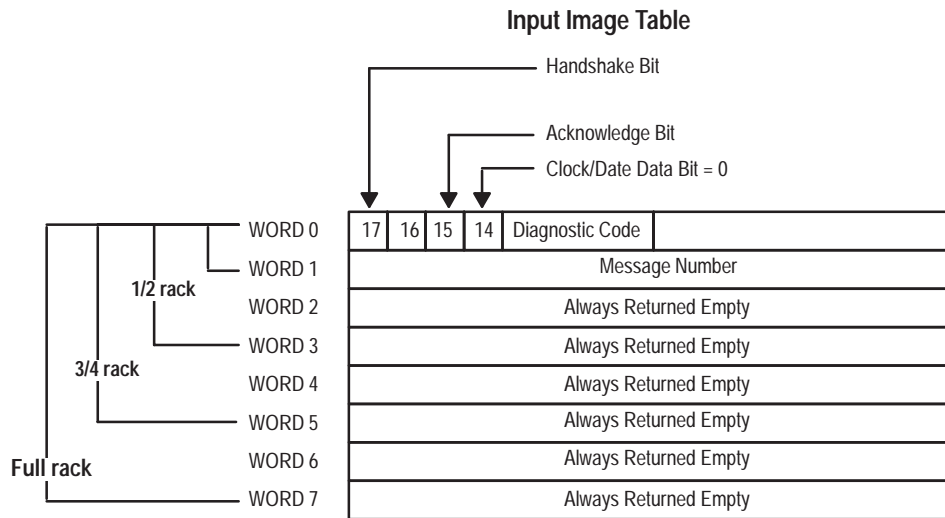 Input Image Table
Handshake Bit
Acknowledge Bit
Clock/Date Data Bit = 0
WORD 0 17 16 15 14 Diagnostic Code
WORD 1 Message Number
1/2 rack
WORD 2 Always Returned Empty
WORD 3 Always Returned Empty
3/4 rack
WORD 4 Always Returned Empty
WORD 5 Always Returned Empty
Full rack
WORD 6 Always Returned Empty
WORD 7 Always Returned Empty